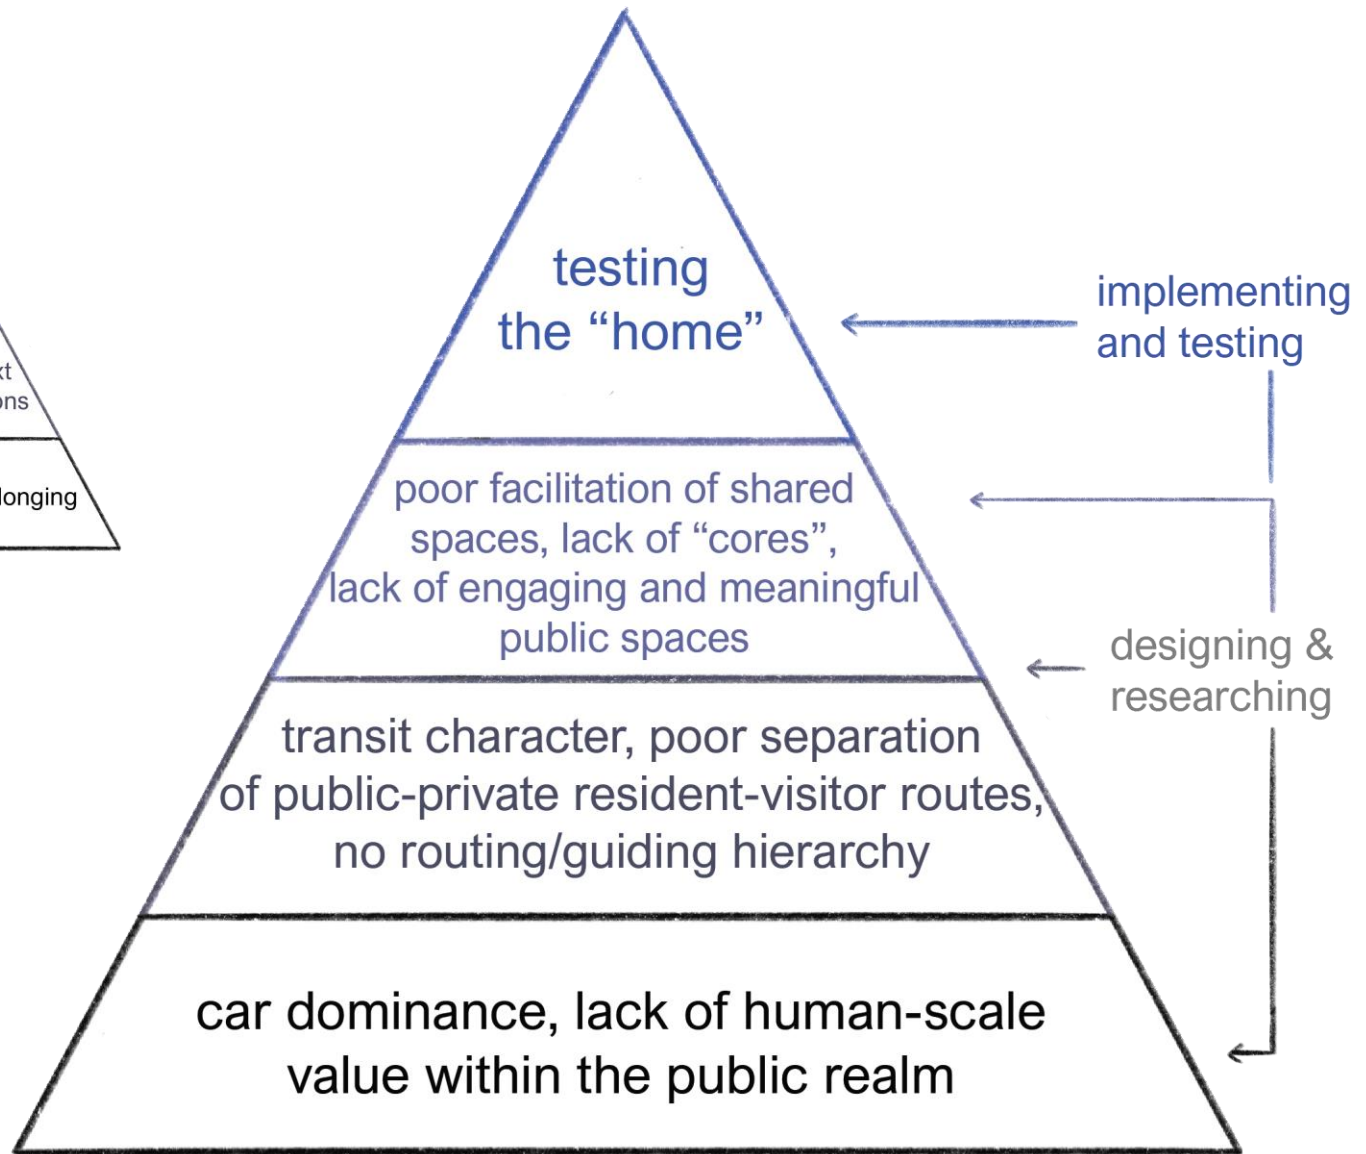 testing
the “home”
implementing
and testing
poor facilitation of shared
spaces, lack of “cores”,
lack of engaging and meaningful
public spaces
designing &
researching
transit character, poor separation
of public-private resident-visitor routes,
no routing/guiding hierarchy
car dominance, lack of human-scale
value within the public realm